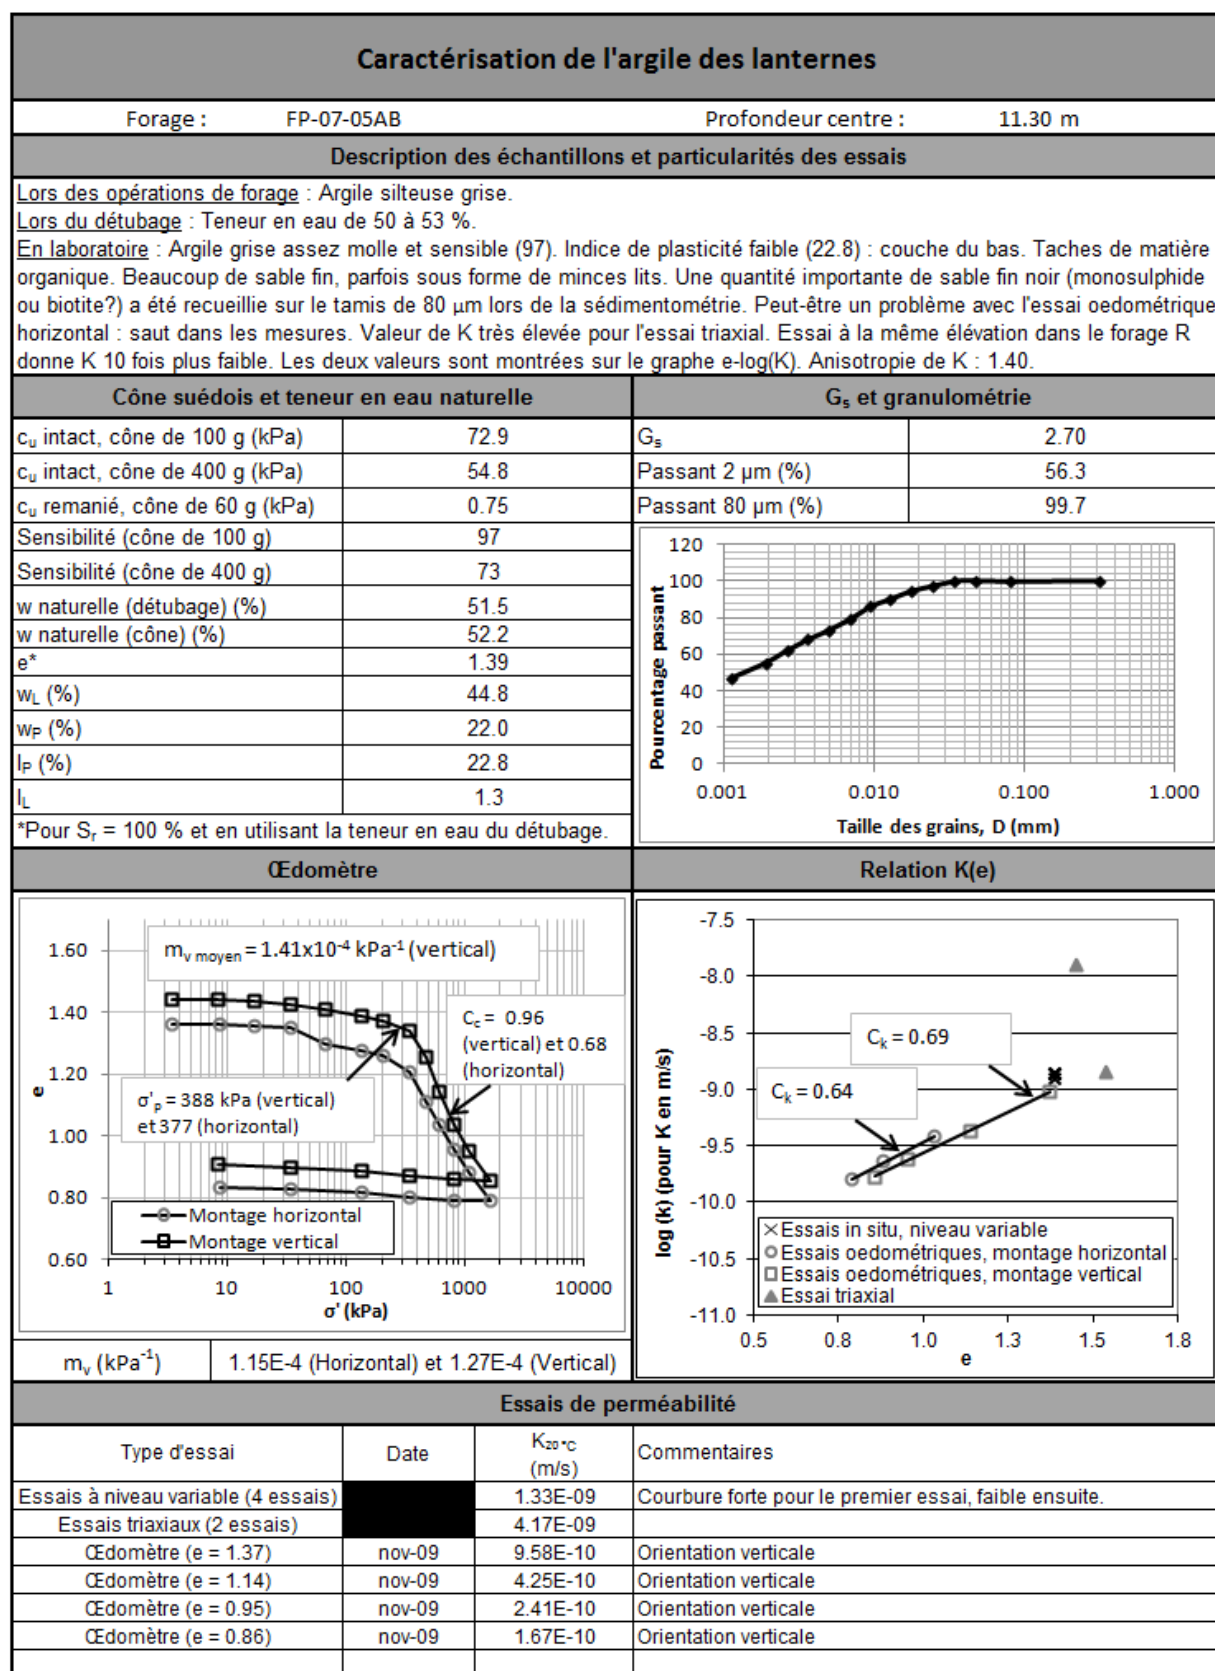 Caractérisation de l'argile des lanternes
Forage : FP-07-05AB Profondeur centre : 11.30 m
Description des échantillons et particularités des essais
Lors des opérations de forage : Argile silteuse grise.
Lors du détubage : Teneur en eau de 50 à 53 %.
En laboratoire : Argile grise assez molle et sensible (97). Indice de plasticité faible (22.8) : couche du bas. Taches de matière
organique. Beaucoup de sable fin, parfois sous forme de minces lits. Une quantité importante de sable fin noir (monosulphide
ou biotite?) a été recueillie sur le tamis de 80 µm lors de la sédimentométrie. Peut-être un problème avec l'essai oedométrique
horizontal : saut dans les mesures. Valeur de K très élevée pour l'essai triaxial. Essai à la même élévation dans le forage R
donne K 10 fois plus faible. Les deux valeurs sont montrées sur le graphe e-log(K). Anisotropie de K : 1.40.
Cône suédois et teneur en eau naturelle
cu intact, cône de 100 g (kPa) 72.9
cu intact, cône de 400 g (kPa) 54.8
cu remanié, cône de 60 g (kPa) 0.75
Sensibilité (cône de 100 g) 97
Sensibilité (cône de 400 g) 73
w naturelle (détubage) (%) 51.5
w naturelle (cône) (%) 52.2
e* 1.39
wL (%) 44.8
wP (%) 22.0
IP (%) 22.8
IL 1.3
*Pour Sr = 100 % et en utilisant la teneur en eau du détubage.
Gs et granulométrie
Gs 2.70
Passant 2 µm (%) 56.3
Passant 80 µm (%) 99.7
Pourcentage passant
120
100
80
60
40
20
0
0.001 0.010 0.100 1.000
Taille des grains, D (mm)
Œdomètre
e
1.60
1.40
1.20
1.00
0.80
0.60
mv moyen = 1.41x10-4 kPa-1 (vertical)
Cc = 0.96
(vertical) et 0.68
(horizontal)
σ'p = 388 kPa (vertical)
et 377 (horizontal)
Montage horizontal
Montage vertical
1 10 100 1000 10000
σ' (kPa)
mv (kPa-1) 1.15E-4 (Horizontal) et 1.27E-4 (Vertical)
Relation K(e)
log (k) (pour K en m/s)
-7.5
-8.0
-8.5
-9.0
-9.5
-10.0
-10.5
-11.0
Ck = 0.69
Ck = 0.64
Essais in situ, niveau variable
Essais oedométriques, montage horizontal
Essais oedométriques, montage vertical
Essai triaxial
0.5 0.8 1.0 1.3 1.5 1.8
e
Essais de perméabilité
Type d'essai Date K20°C (m/s) Commentaires
Essais à niveau variable (4 essais) 1.33E-09 Courbure forte pour le premier essai, faible ensuite.
Essais triaxiaux (2 essais) 4.17E-09
Œdomètre (e = 1.37) nov-09 9.58E-10 Orientation verticale
Œdomètre (e = 1.14) nov-09 4.25E-10 Orientation verticale
Œdomètre (e = 0.95) nov-09 2.41E-10 Orientation verticale
Œdomètre (e = 0.86) nov-09 1.67E-10 Orientation verticale